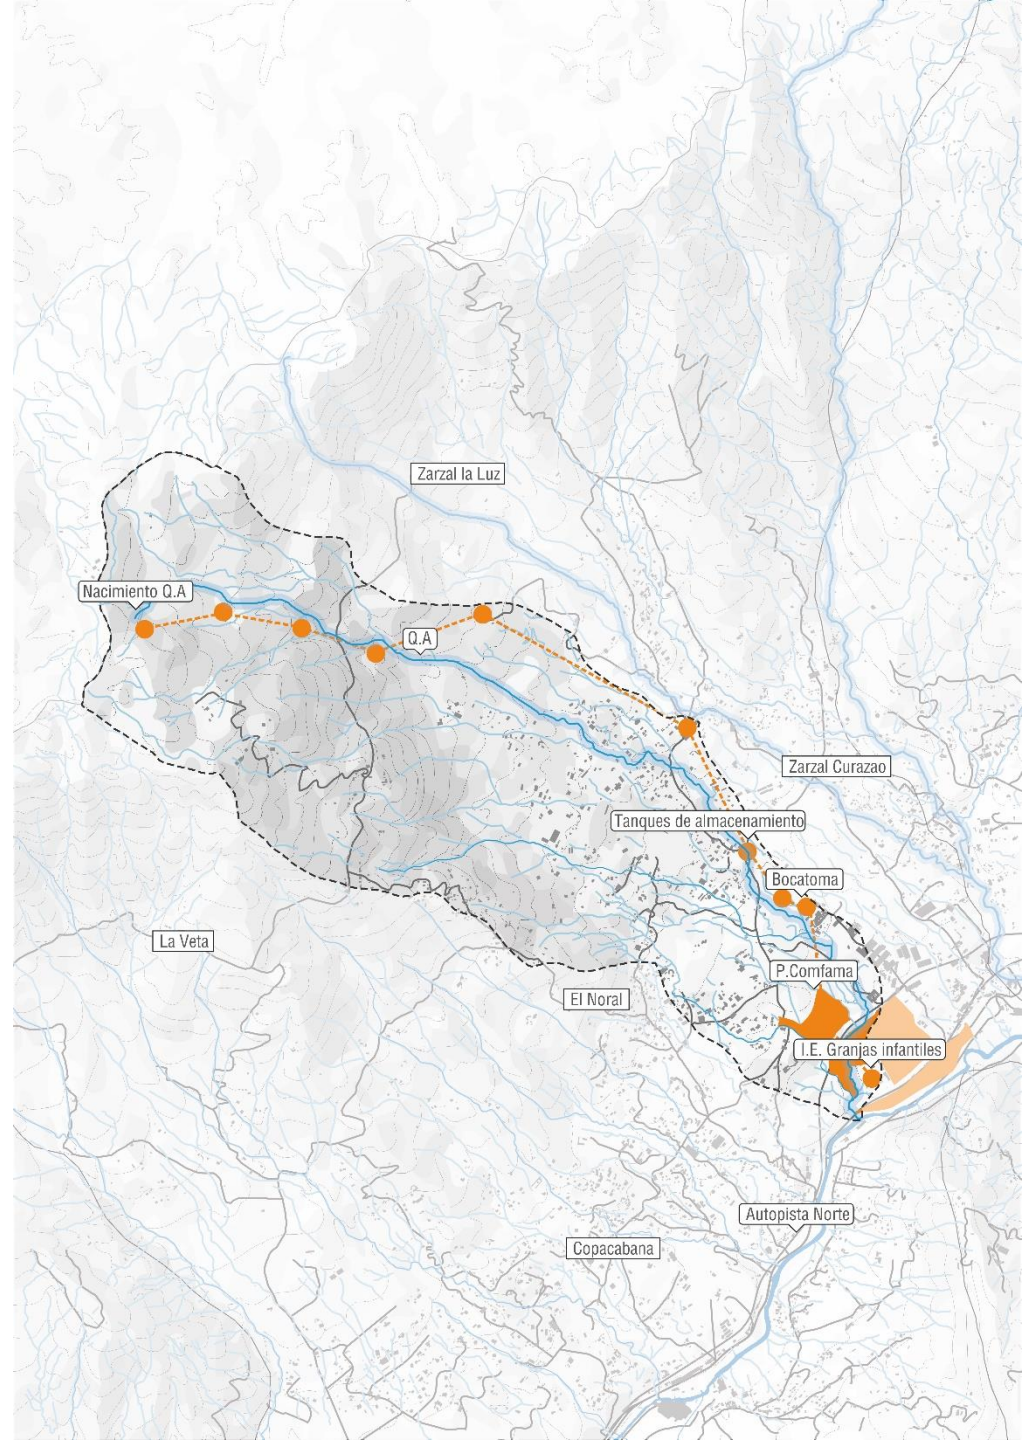 Zarzal la Luz
Nacimiento Q.A
Q.A
Zarzal Curazao
Tanques de almacenamiento
Bocatoma
La Veta
P.Comfama
El Noral
I.E. Granjas infantiles
Autopista Norte
Copacabana